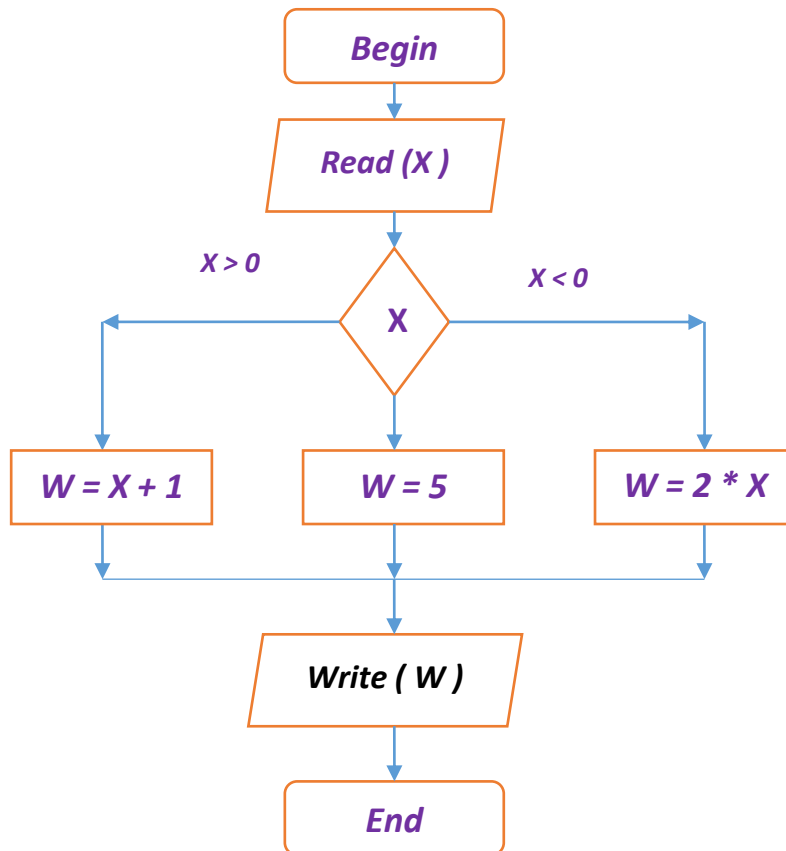 Begin
Read (X )
X > 0
X < 0
X
W = X + 1
W = 5
W = 2 * X
Write ( W )
End